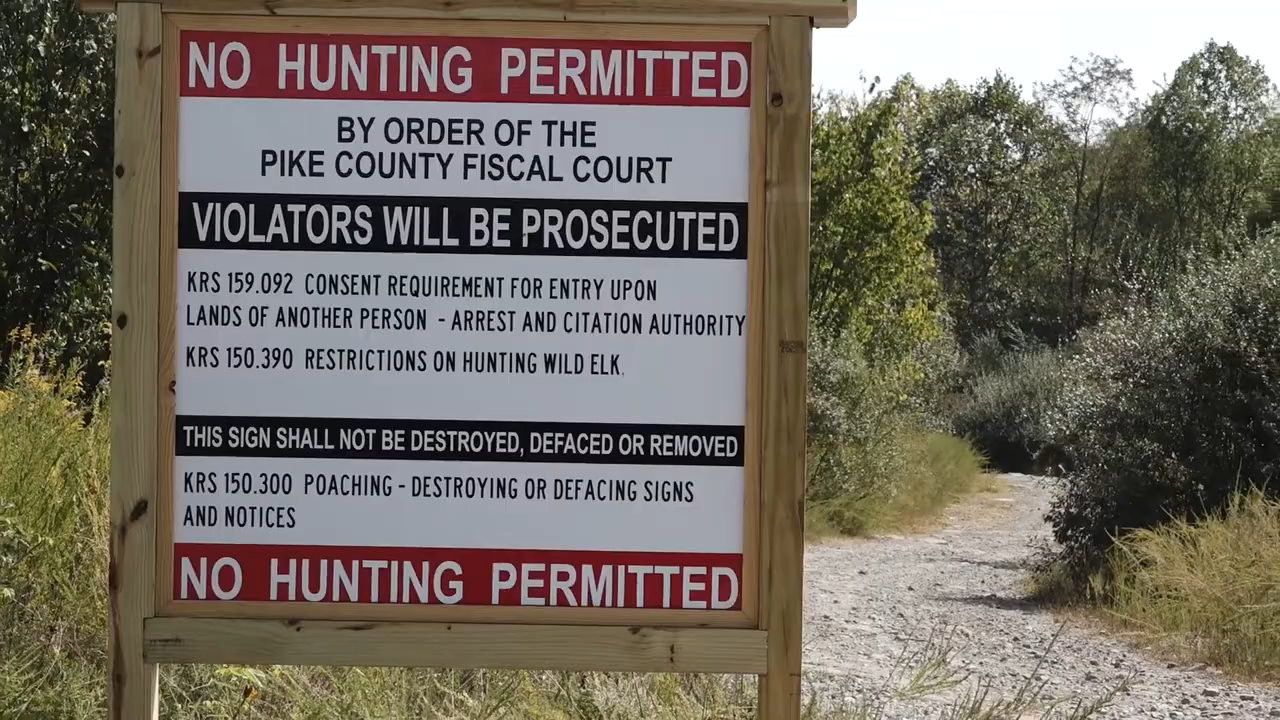 NO HUNTING PERMITTED
BY ORDER OF THE
PIKE COUNTY FISCAL COURT
VIOLATORS WILL BE PROSECUTED
KRS 159.092 CONSENT REQUIREMENT FOR ENTRY UPON
LANDS OF ANOTHER PERSON - ARREST AND CITATION AUTHORITY
KRS 150.390 RESTRICTIONS ON HUNTING WILD ELK.
THIS SIGN SHALL NOT BE DESTROYED, DEFACED OR REMOVED
KRS 150.300 POACHING - DESTROYING OR DEFACING SIGNS
AND NOTICES
NO HUNTING PERMITTED